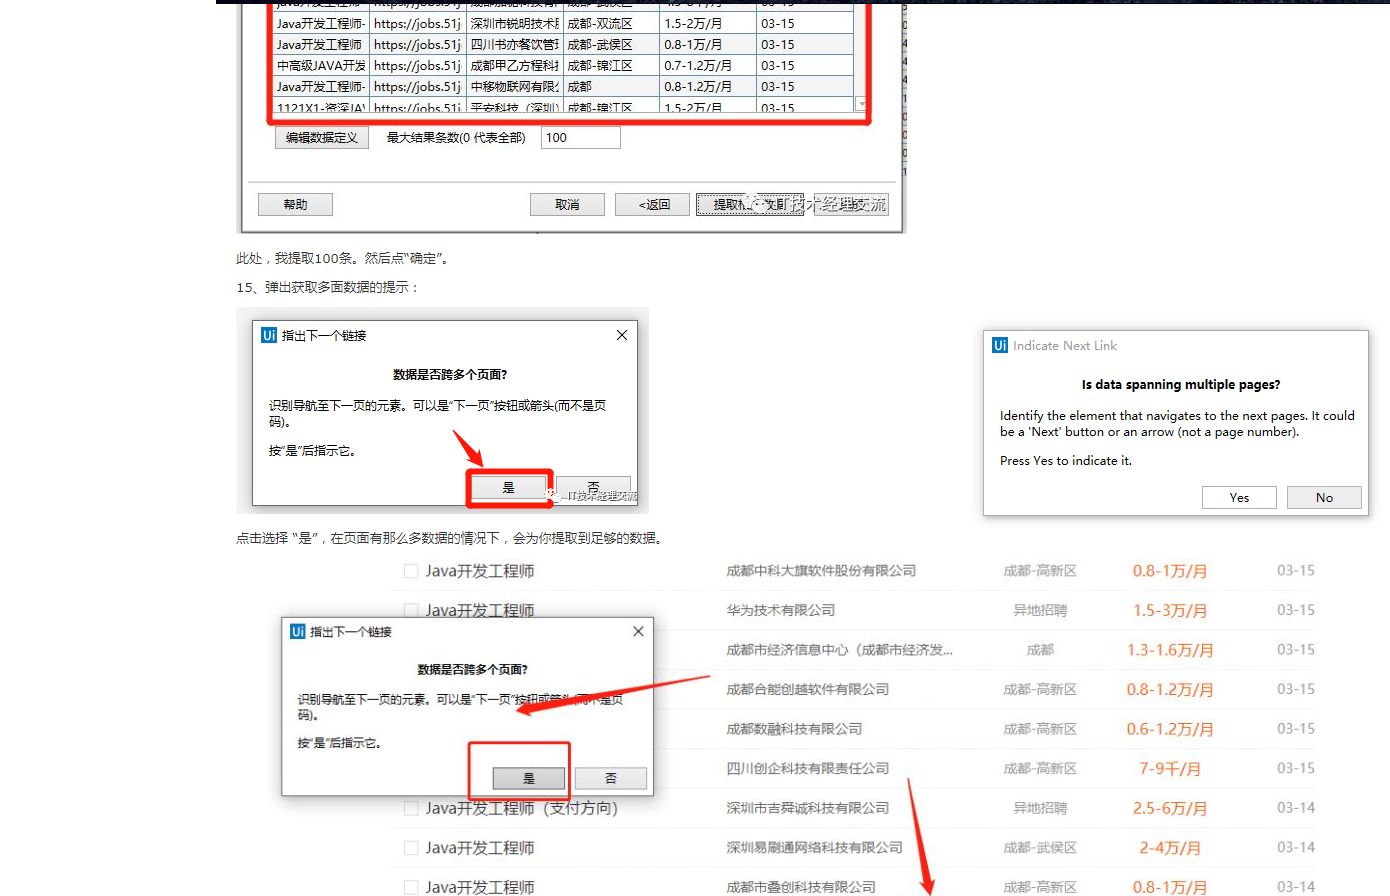 Java开发工程师- https://jobs.51j 深圳市锐明技术 成都-双流区 1.5-2万/月 03-15
Java开发工程师 https://jobs.51j 四川书亦餐饮管 成都-武侯区 0.8-1万/月 03-15
中高级JAVA开发 https://jobs.51j 成都甲乙方程科技 成都-锦江区 0.7-1.2万/月 03-15
Java开发工程师- https://jobs.51j 中移物联网有限 成都 0.8-1.2万/月 03-15
1121X1-资深JAV https://jobs.51j 平安科技（深圳） 成都-锦江区 1.5-2万/月 03-15
编辑数据定义 最大结果条数(0 代表全部) 100
帮助 取消 <返回 提取 IT技术经理交流
此处，我提取100条。然后点“确定”。
15、弹出获取多面数据的提示：
指出下一个链接
数据是否跨多个页面?
识别导航至下一页的元素。可以是“下一页”按钮或箭头(而不是页
码)。
按“是”后指示它。
是 否
IT技术经理交流
Ui Indicate Next Link
Is data spanning multiple pages?
Identify the element that navigates to the next pages. It could
be a 'Next' button or an arrow (not a page number).
Press Yes to indicate it.
Yes No
点击选择 “是”，在页面有那么多数据的情况下，会为你提取到足够的数据。
Java开发工程师 成都中科大旗软件股份有限公司 成都-高新区 0.8-1万/月 03-15
Java开发工程师 华为技术有限公司 异地招聘 1.5-3万/月 03-15
Ui 指出下一个链接
数据是否跨多个页面?
识别导航至下一页的元素。可以是“下一页”按钮或箭头(而不是页
码)。
按“是”后指示它。
是 否
成都市经济信息中心（成都市经济发... 成都 1.3-1.6万/月 03-15
成都合能创越软件有限公司 成都-高新区 0.8-1.2万/月 03-15
成都数融科技有限公司 成都-高新区 0.6-1.2万/月 03-15
四川创企科技有限责任公司 成都-高新区 7-9千/月 03-15
Java开发工程师（支付方向） 深圳市吉舜诚科技有限公司 异地招聘 2.5-6万/月 03-14
Java开发工程师 深圳易刷通网络科技有限公司 成都-武侯区 2-4万/月 03-14
Java开发工程师 成都市叠创科技有限公司 成都-高新区 0.8-1万/月 03-14